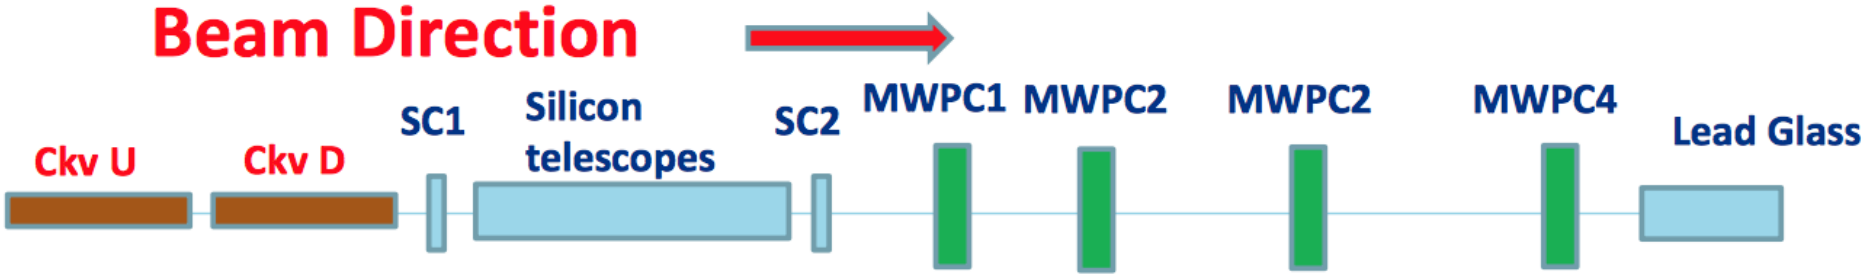 Beam Direction
Ckv U
Ckv D
SC1
Silicon
telescopes
SC2
MWPC1
MWPC2
MWPC2
MWPC4
Lead Glass